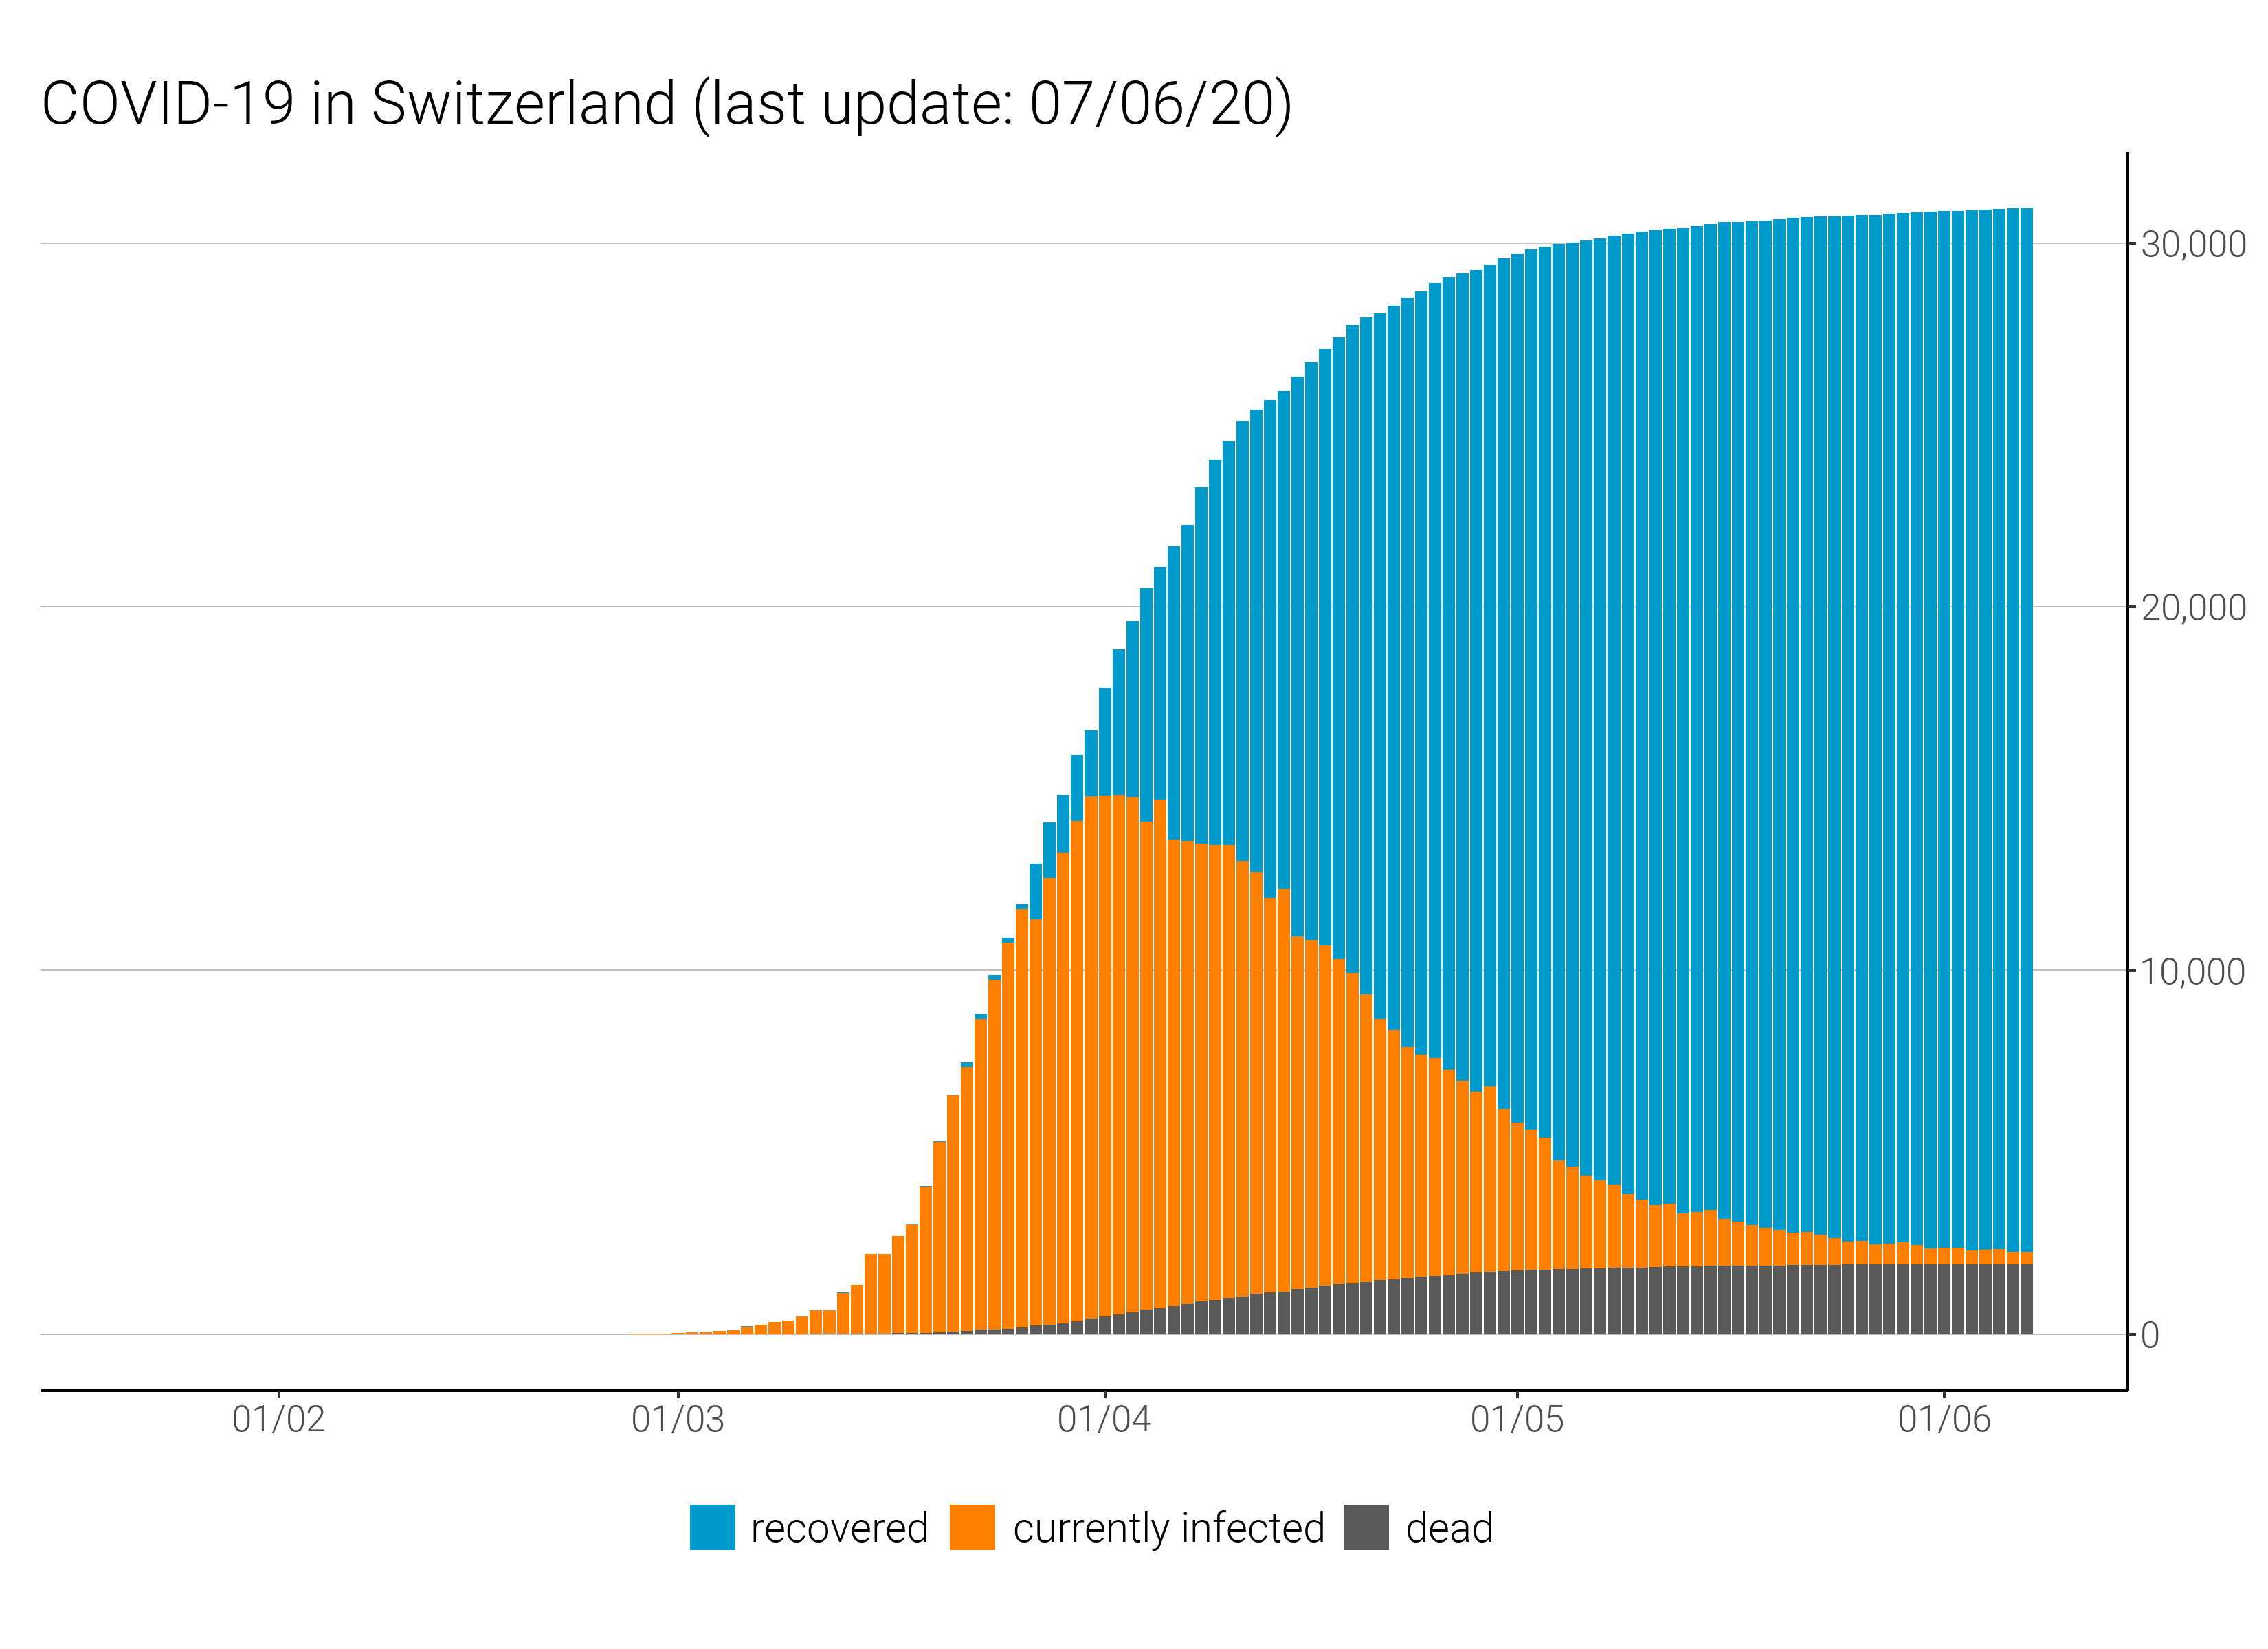 COVID-19 in Switzerland (last update: 07/06/20)
30,000
20,000
10,000
0
01/02 01/03 01/04 01/05 01/06
recovered currently infected dead